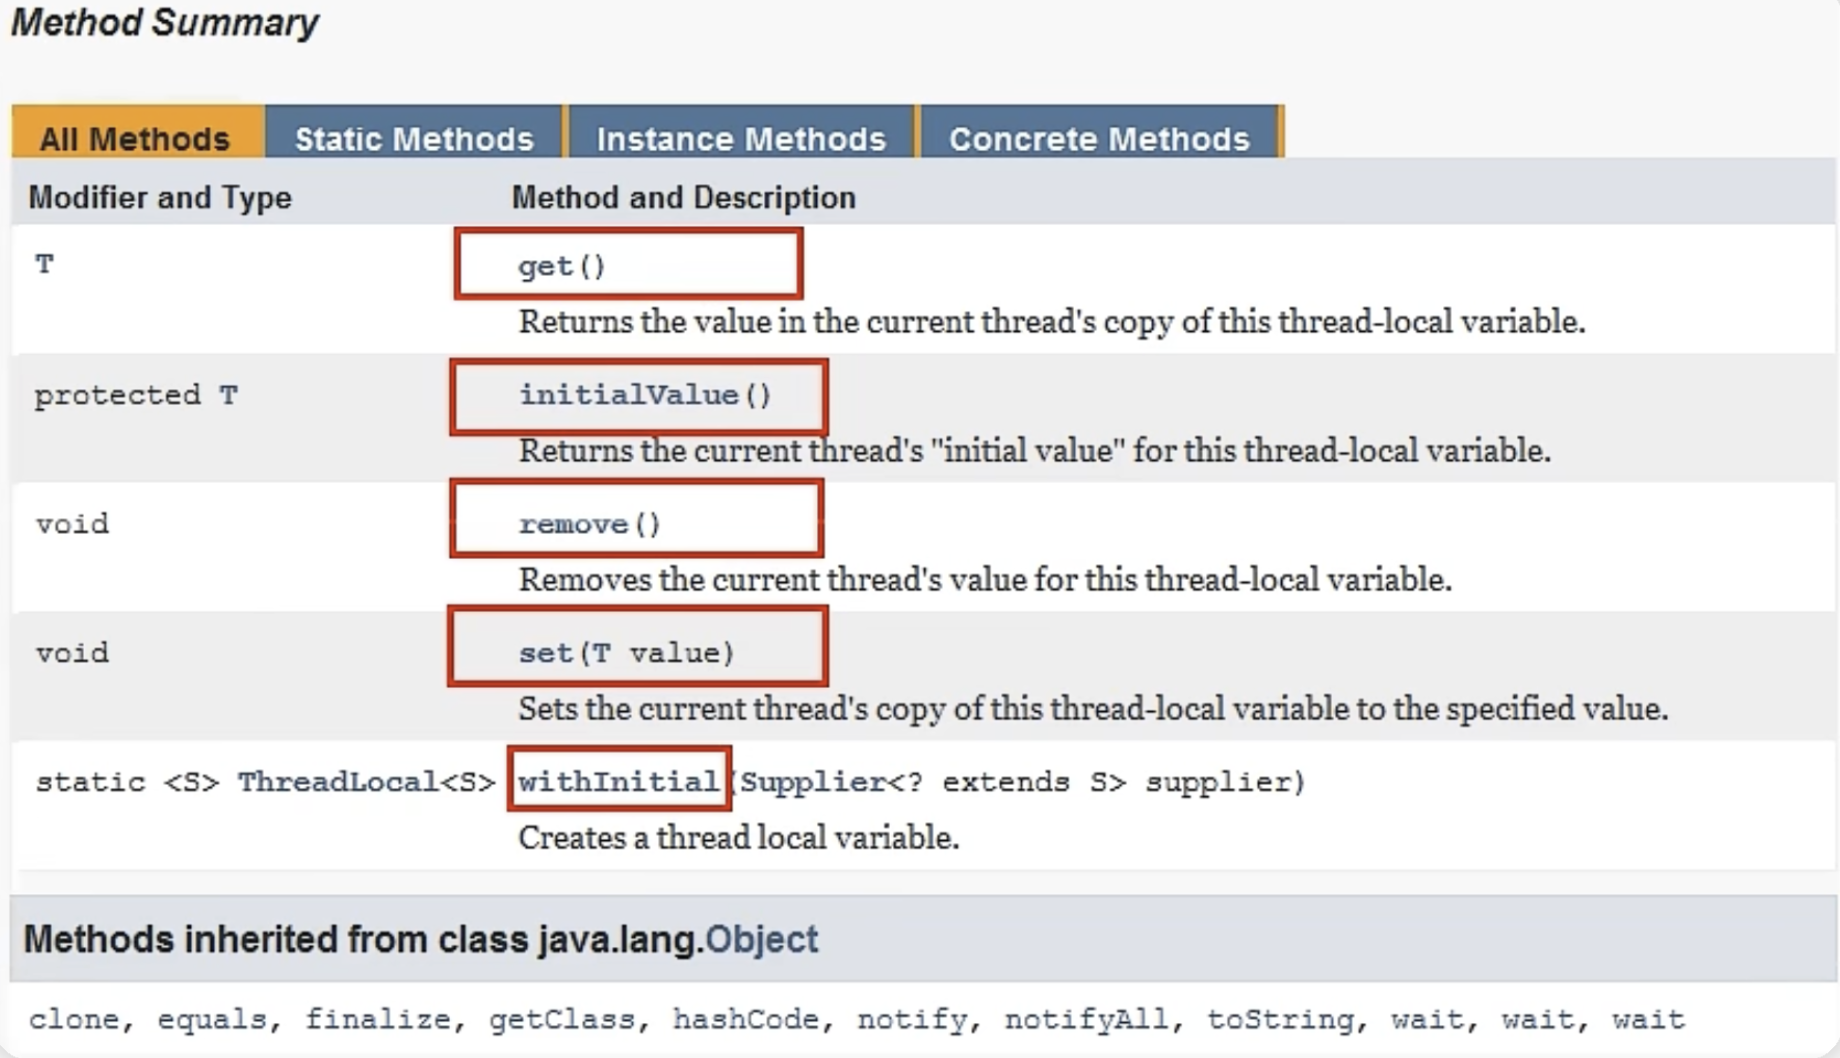 Method Summary
All Methods Static Methods Instance Methods Concrete Methods
Modifier and Type Method and Description
T get()
Returns the value in the current thread's copy of this thread-local variable.
protected T initialValue()
Returns the current thread's "initial value" for this thread-local variable.
void remove()
Removes the current thread's value for this thread-local variable.
void set(T value)
Sets the current thread's copy of this thread-local variable to the specified value.
static <S> ThreadLocal<S> withInitial(Supplier<? extends S> supplier)
Creates a thread local variable.
Methods inherited from class java.lang.Object
clone, equals, finalize, getClass, hashCode, notify, notifyAll, toString, wait, wait, wait